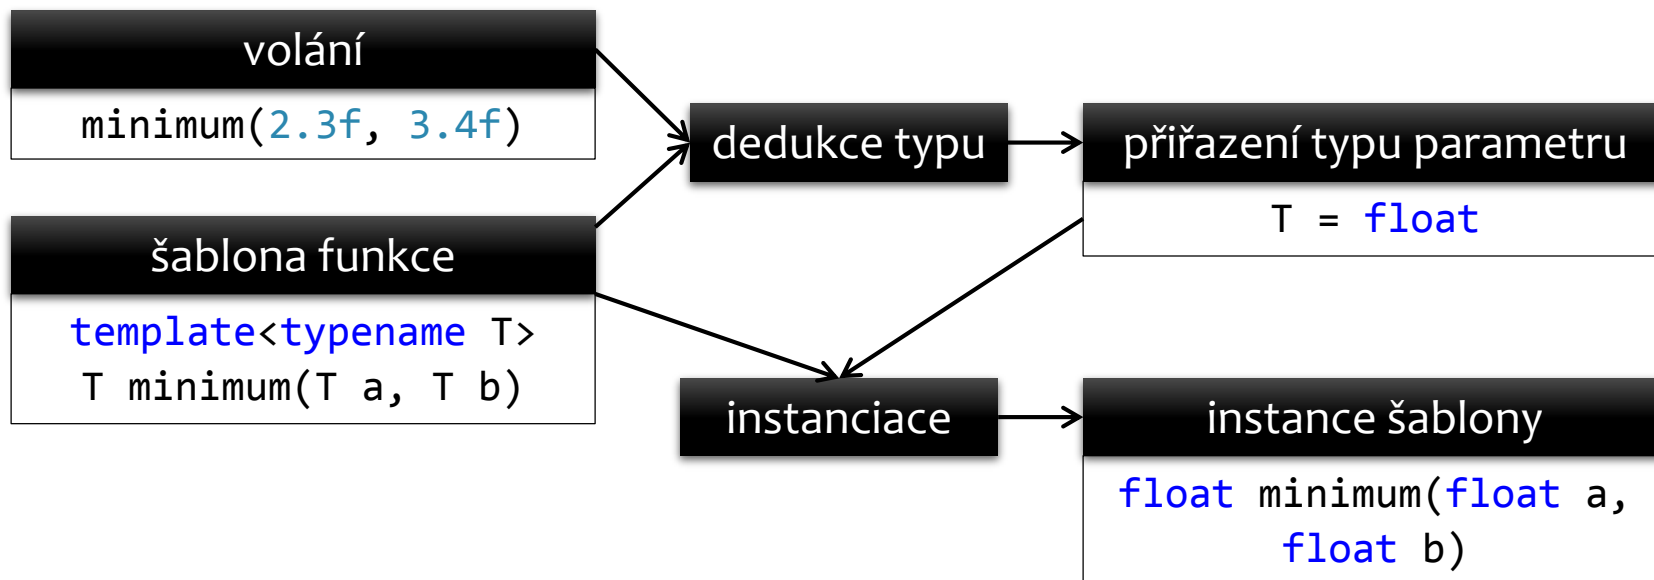 volání
minimum(2.3f, 3.4f)
šablona funkce
template<typename T>
T minimum(T a, T b)
dedukce typu
přiřazení typu parametru
T = float
instanciace
instance šablony
float minimum(float a,
float b)